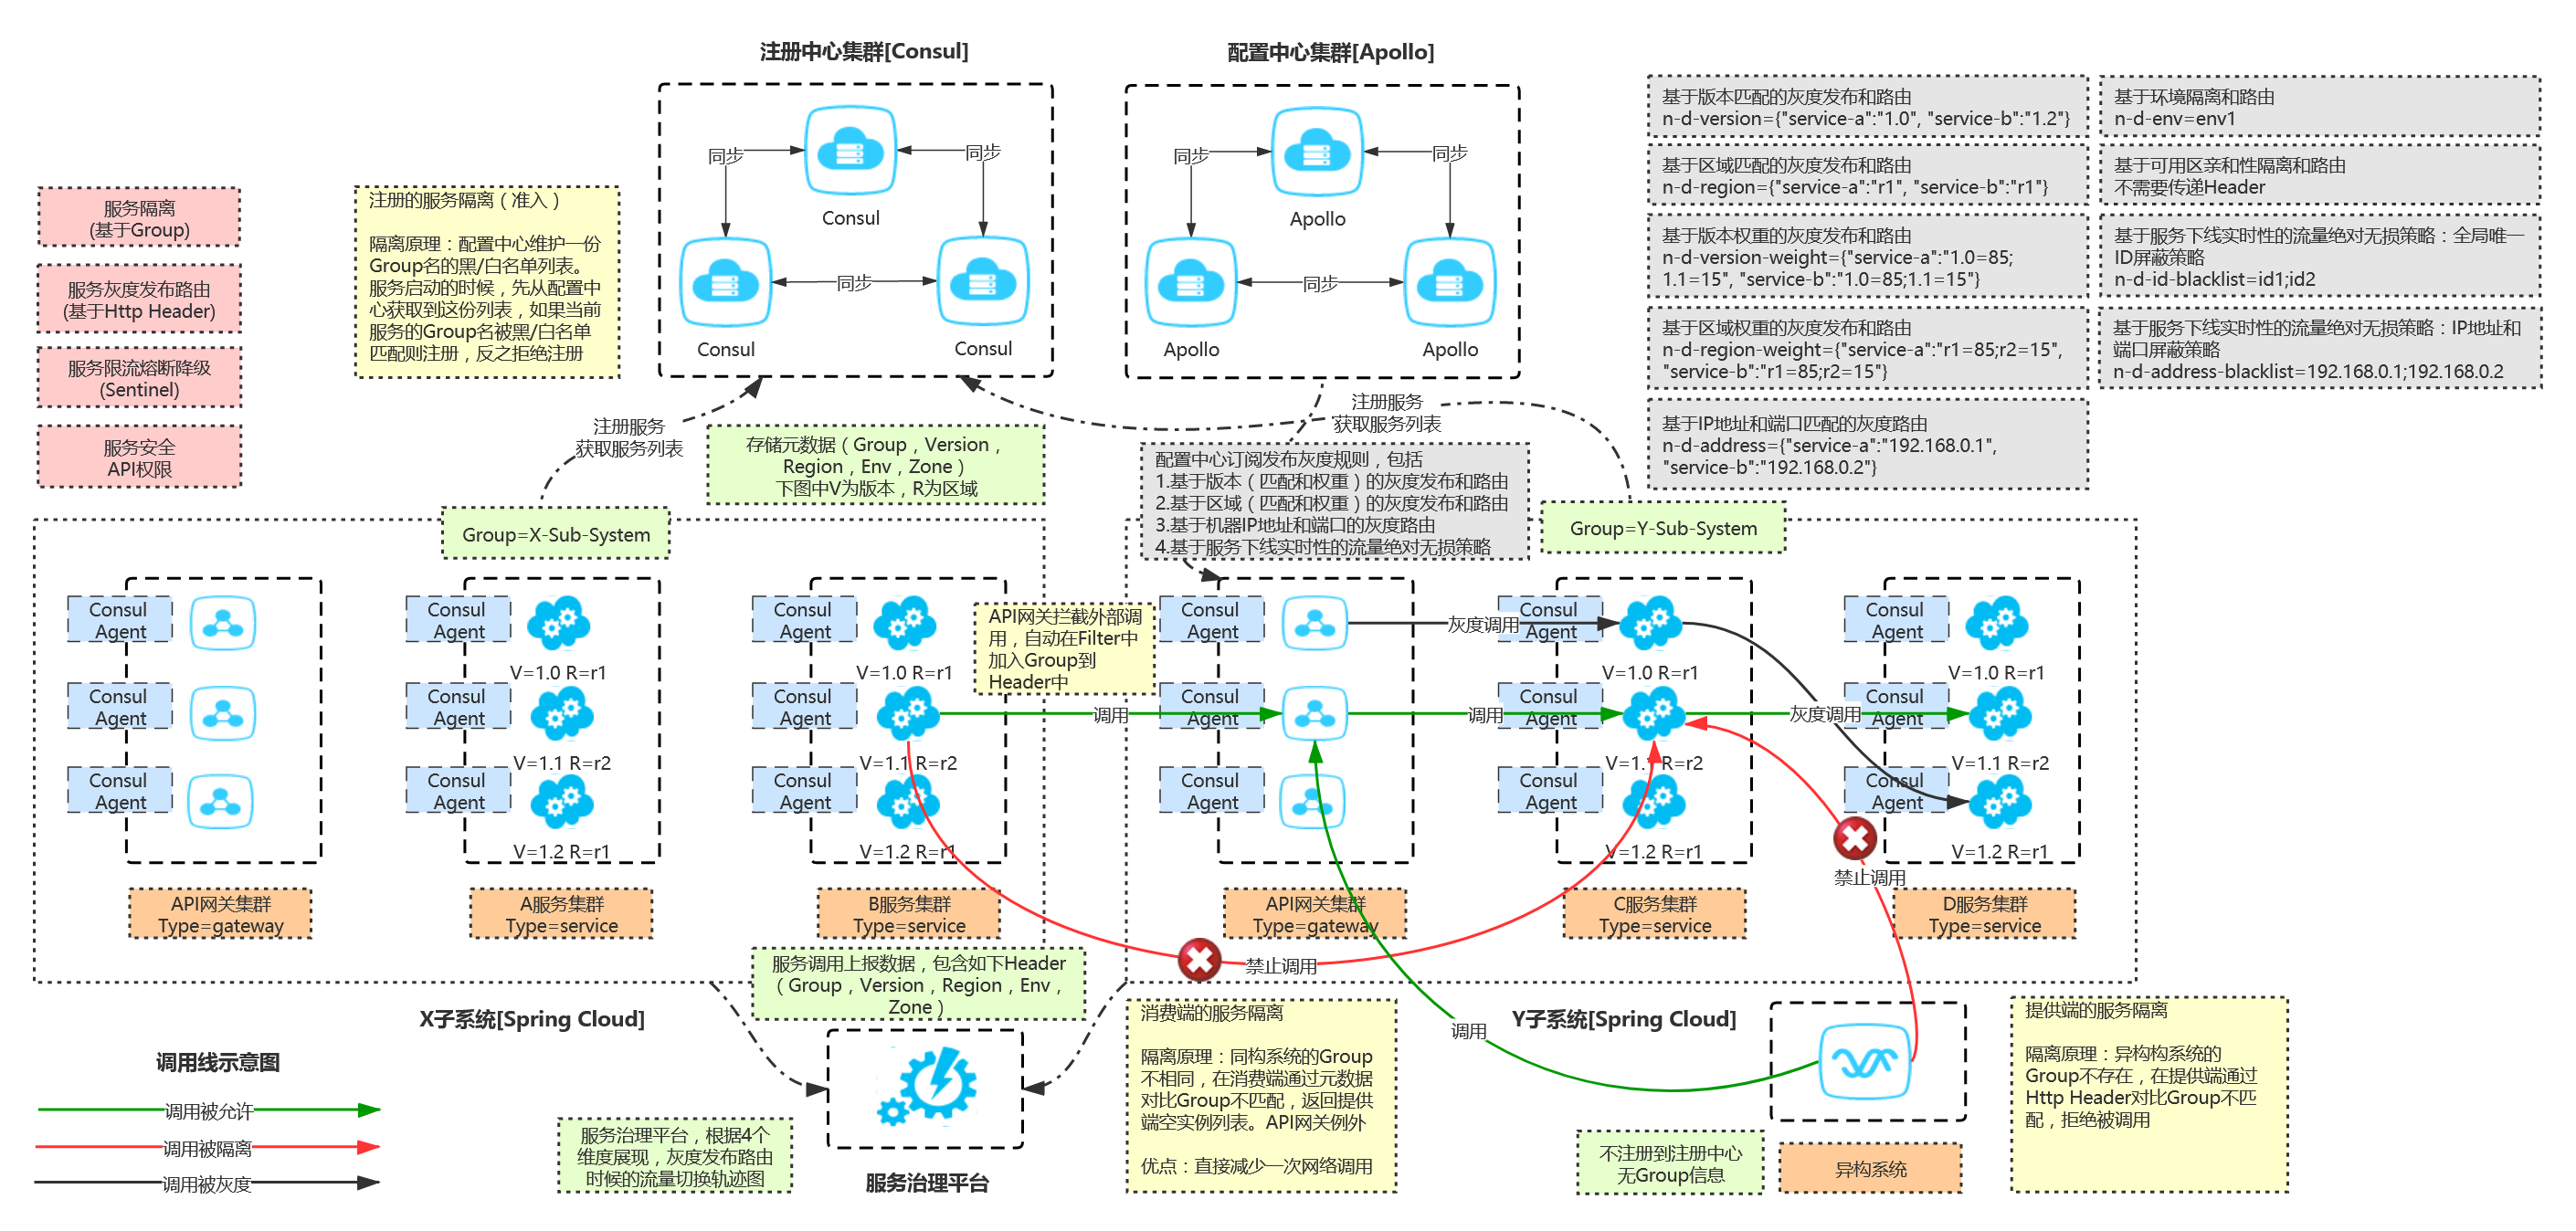 注册中心集群[Consul]
配置中心集群[Apollo]
同步
同步
Consul
同步
Consul
Consul
同步
同步
Apollo
同步
Apollo
Apollo
服务隔离
(基于Group)
服务灰度发布路由
(基于Http Header)
服务限流熔断降级
(Sentinel)
服务安全
API权限
注册的服务隔离（准入）
隔离原理：配置中心维护一份
Group名的黑/白名单列表。
服务启动的时候，先从配置中
心获取到这份列表，如果当前
服务的Group名被黑/白名单
匹配则注册，反之拒绝注册
基于版本匹配的灰度发布和路由
n-d-version={"service-a":"1.0", "service-b":"1.2"}
基于区域匹配的灰度发布和路由
n-d-region={"service-a":"r1", "service-b":"r1"}
基于版本权重的灰度发布和路由
n-d-version-weight={"service-a":"1.0=85;
1.1=15", "service-b":"1.0=85;1.1=15"}
基于区域权重的灰度发布和路由
n-d-region-weight={"service-a":"r1=85;r2=15",
"service-b":"r1=85;r2=15"}
基于IP地址和端口匹配的灰度路由
n-d-address={"service-a":"192.168.0.1",
"service-b":"192.168.0.2"}
基于环境隔离和路由
n-d-env=env1
基于可用区亲和性隔离和路由
不需要传递Header
基于服务下线实时性的流量绝对无损策略：全局唯一
ID屏蔽策略
n-d-id-blacklist=id1;id2
基于服务下线实时性的流量绝对无损策略：IP地址和
端口屏蔽策略
n-d-address-blacklist=192.168.0.1;192.168.0.2
注册服务
获取服务列表
存储元数据（Group，Version，
Region，Env，Zone）
下图中V为版本，R为区域
注册服务
获取服务列表
配置中心订阅发布灰度规则，包括
1.基于版本（匹配和权重）的灰度发布和路由
2.基于区域（匹配和权重）的灰度发布和路由
3.基于机器IP地址和端口的灰度路由
4.基于服务下线实时性的流量绝对无损策略
Group=X-Sub-System
Group=Y-Sub-System
Consul
Agent
Consul
Agent
Consul
Agent
API网关集群
Type=gateway
Consul
Agent
V=1.0 R=r1
Consul
Agent
V=1.1 R=r2
Consul
Agent
V=1.2 R=r1
A服务集群
Type=service
Consul
Agent
V=1.0 R=r1
Consul
Agent
V=1.1 R=r2
Consul
Agent
V=1.2 R=r1
B服务集群
Type=service
API网关拦截外部调
用，自动在Filter中
加入Group到
Header中
调用
Consul
Agent
Consul
Agent
Consul
Agent
API网关集群
Type=gateway
灰度调用
调用
Consul
Agent
V=1.0 R=r1
Consul
Agent
V=1.1 R=r2
Consul
Agent
V=1.2 R=r1
C服务集群
Type=service
灰度调用
Consul
Agent
V=1.0 R=r1
Consul
Agent
V=1.1 R=r2
Consul
Agent
V=1.2 R=r1
D服务集群
Type=service
禁止调用
禁止调用
服务调用上报数据，包含如下Header
（Group，Version，Region，Env，
Zone）
X子系统[Spring Cloud]
调用
Y子系统[Spring Cloud]
调用线示意图
调用被允许
调用被隔离
调用被灰度
服务治理平台，根据4个
维度展现，灰度发布路由
时候的流量切换轨迹图
服务治理平台
消费端的服务隔离
隔离原理：同构系统的Group
不相同，在消费端通过元数据
对比Group不匹配，返回提供
端空实例列表。API网关例外
优点：直接减少一次网络调用
不注册到注册中心
无Group信息
异构系统
提供端的服务隔离
隔离原理：异构构系统的
Group不存在，在提供端通过
Http Header对比Group不匹
配，拒绝被调用